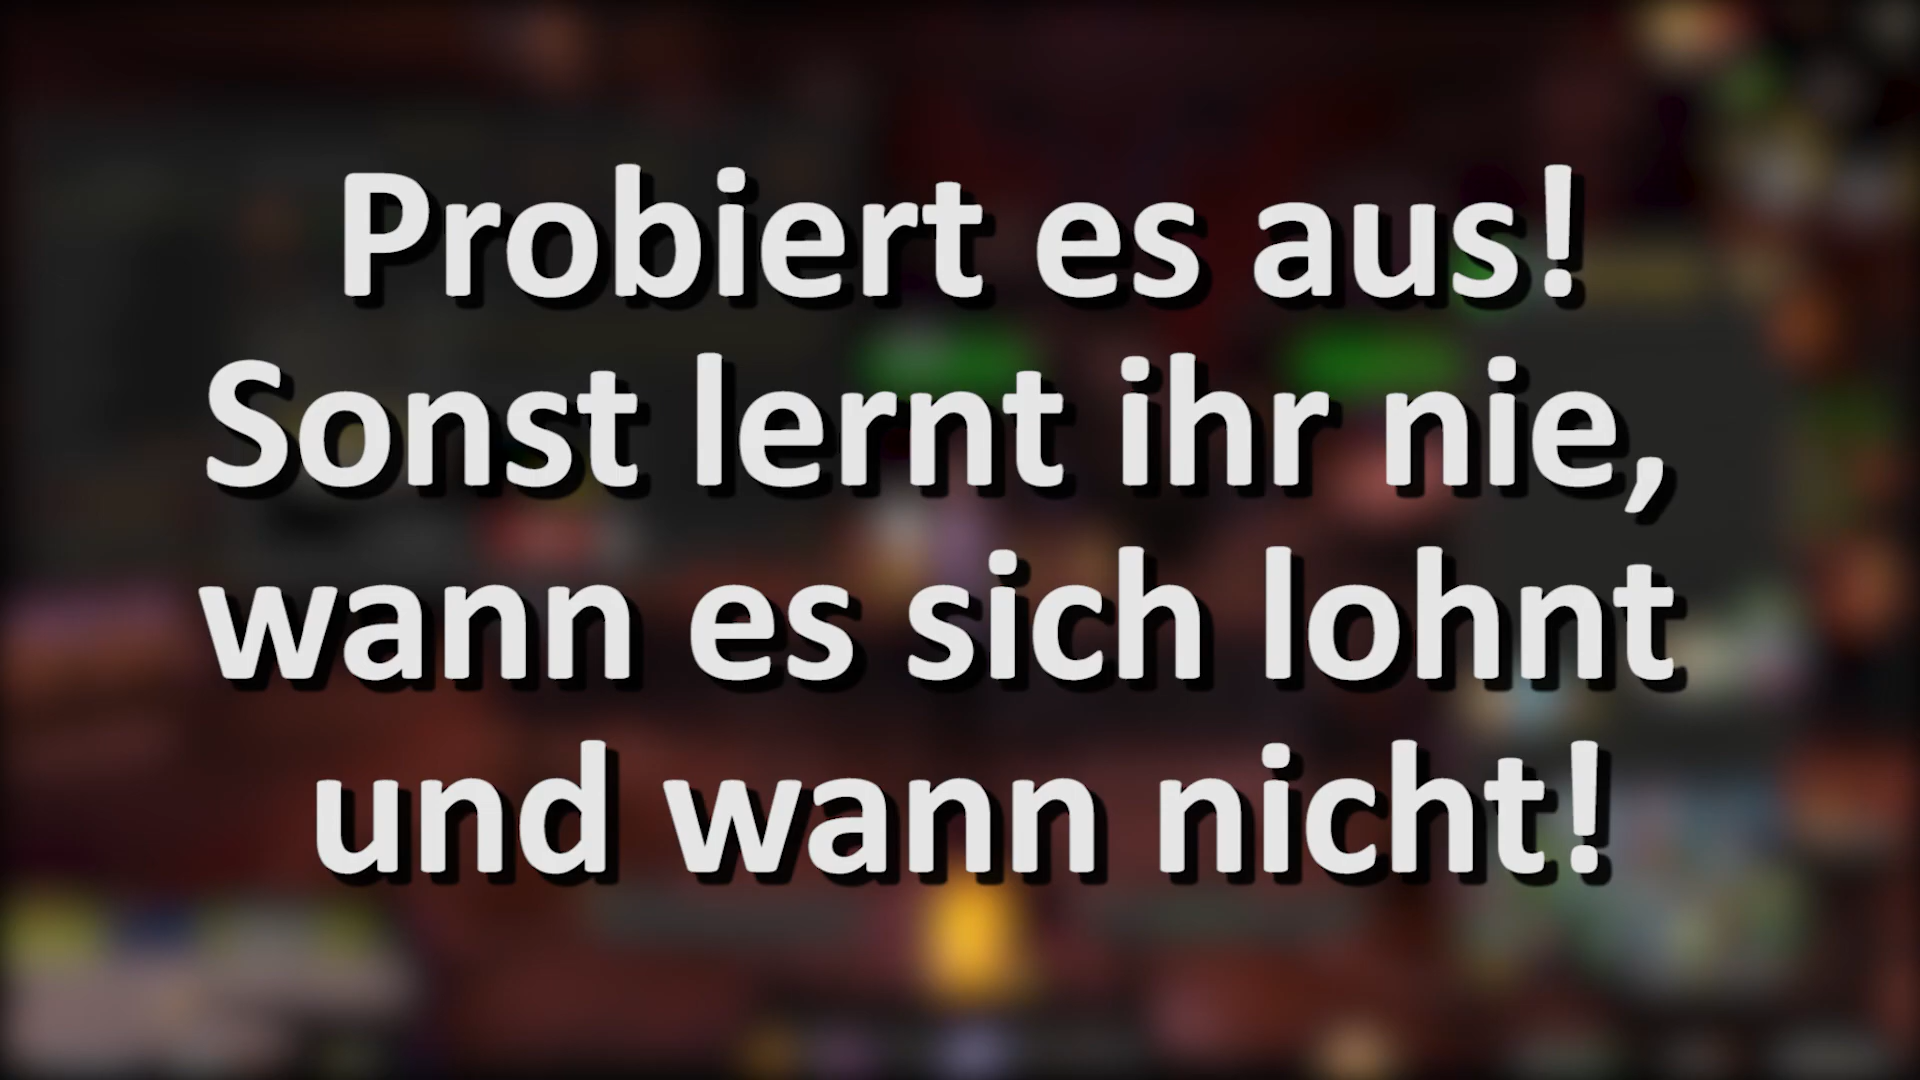 Probiert es aus!
Sonst lernt ihr nie,
wann es sich lohnt
und wann nicht!